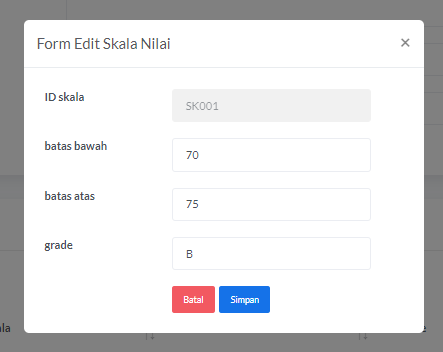 Form Edit Skala Nilai
×
ID skala
SK001
batas bawah
70
batas atas
75
grade
B
Batal Simpan